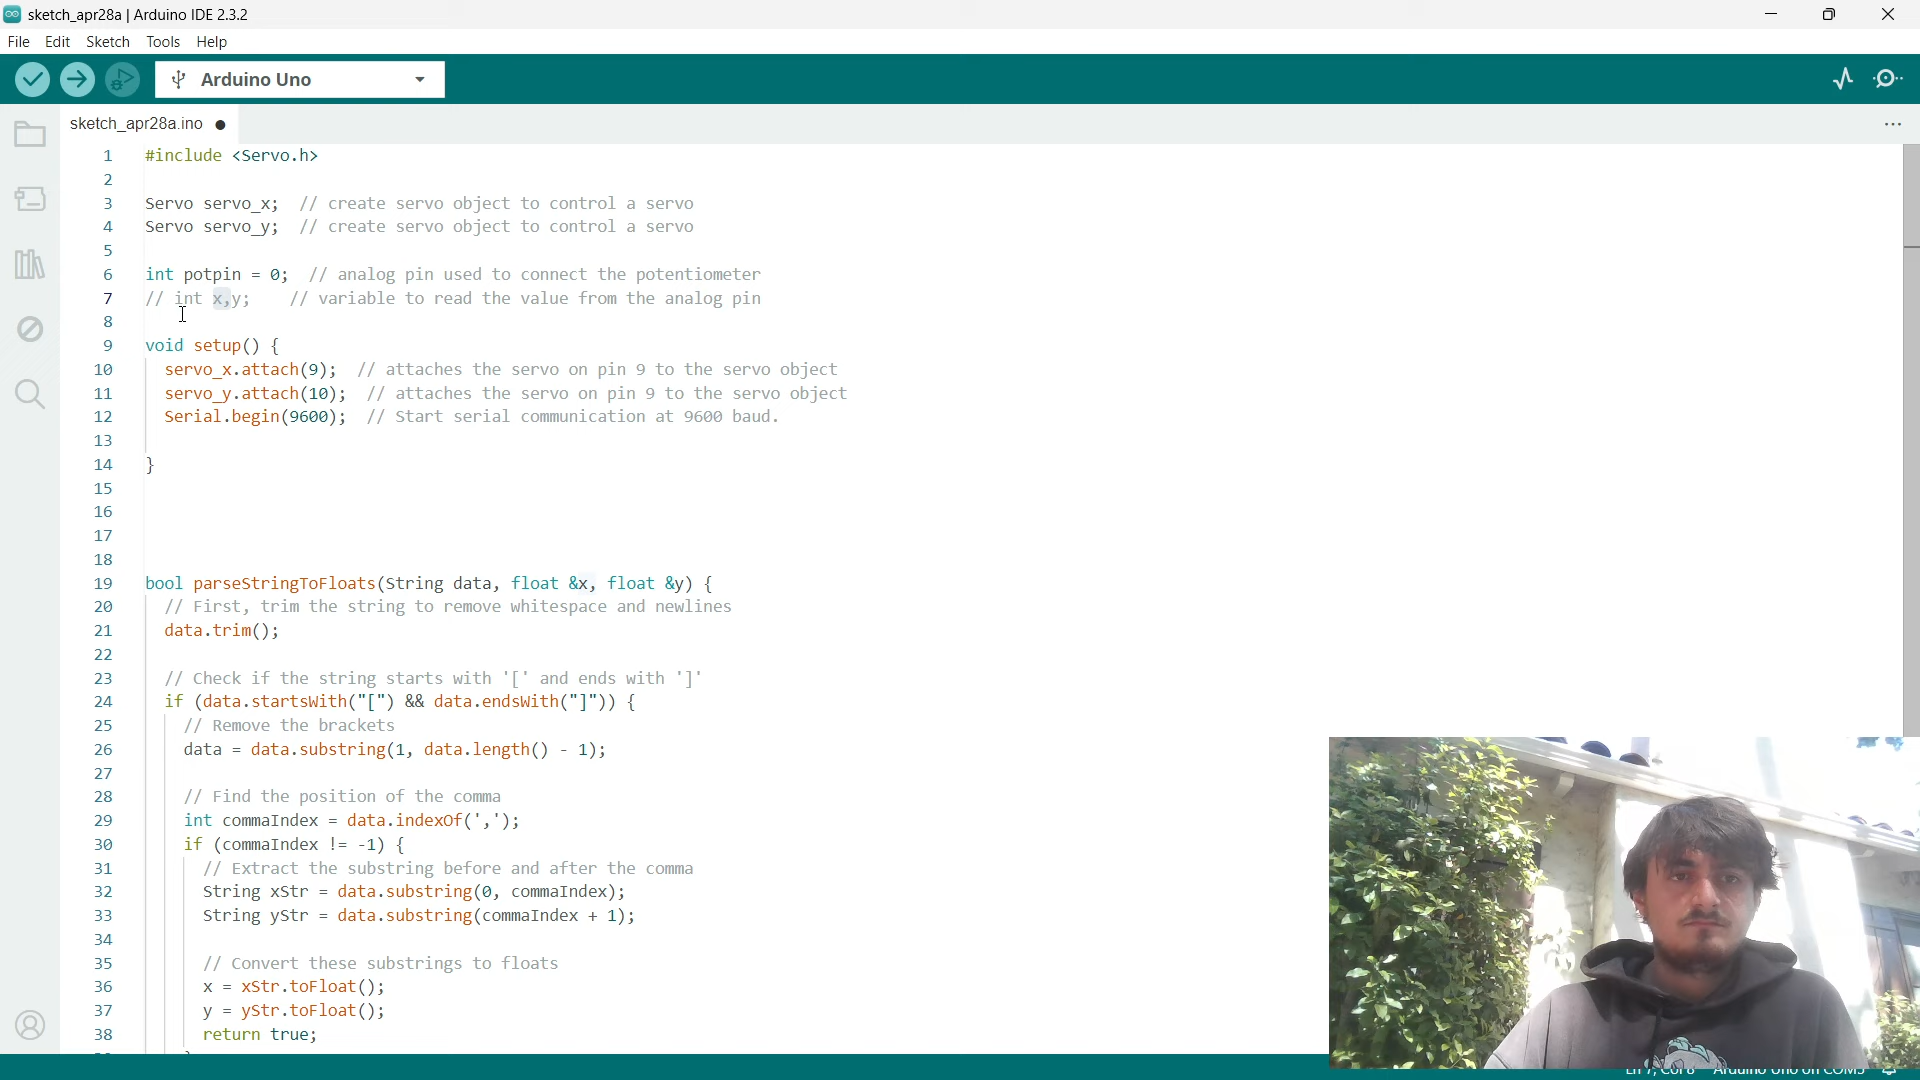 sketch_apr28a | Arduino IDE 2.3.2
File Edit Sketch Tools Help
Arduino Uno
sketch_apr28a.ino
1 #include <Servo.h>
2
3 Servo servo_x; // create servo object to control a servo
4 Servo servo_y; // create servo object to control a servo
5
6 int potpin = 0; // analog pin used to connect the potentiometer
7 // int x,y; // variable to read the value from the analog pin
8
9 void setup() {
10 servo_x.attach(9); // attaches the servo on pin 9 to the servo object
11 servo_y.attach(10); // attaches the servo on pin 9 to the servo object
12 Serial.begin(9600); // Start serial communication at 9600 baud.
13
14 }
15
16
17
18
19 bool parseStringToFloats(String data, float &x, float &y) {
20 // First, trim the string to remove whitespace and newlines
21 data.trim();
22
23 // Check if the string starts with '[' and ends with ']'
24 if (data.startsWith("[") && data.endsWith("]")) {
25 // Remove the brackets
26 data = data.substring(1, data.length() - 1);
27
28 // Find the position of the comma
29 int commaIndex = data.indexOf(',');
30 if (commaIndex != -1) {
31 // Extract the substring before and after the comma
32 String xStr = data.substring(0, commaIndex);
33 String yStr = data.substring(commaIndex + 1);
34
35 // Convert these substrings to floats
36 x = xStr.toFloat();
37 y = yStr.toFloat();
38 return true;